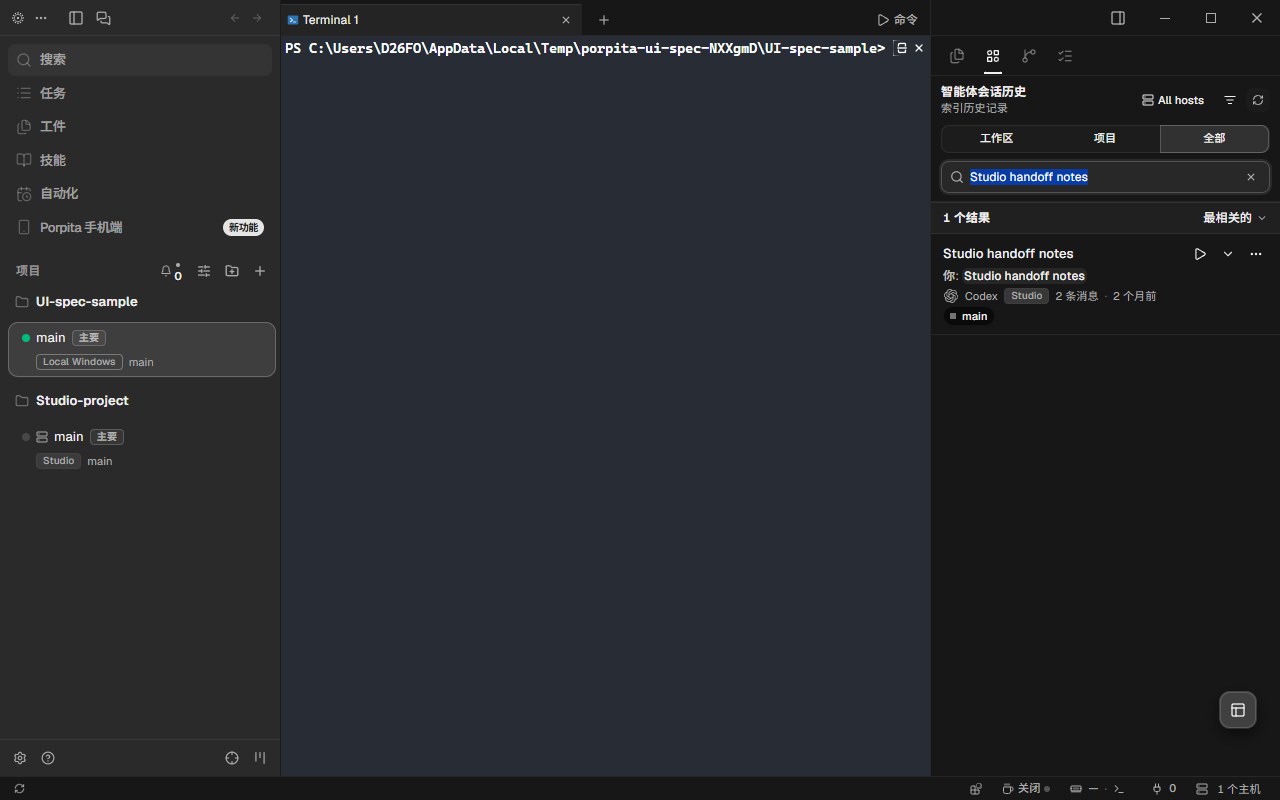 Terminal 1
命令
PS C:\Users\D26FO\AppData\Local\Temp\porpita-ui-spec-NXXgmD\UI-spec-sample>
搜索
任务
工件
技能
自动化
Porpita 手机端 新功能
项目 0
UI-spec-sample
main 主要
Local Windows main
Studio-project
main 主要
Studio main
智能体会话历史
索引历史记录
All hosts
工作区 项目 全部
Studio handoff notes
1 个结果 最相关的
Studio handoff notes
你: Studio handoff notes
Codex Studio 2 条消息 · 2 个月前
main
关闭 — · 0 1 个主机